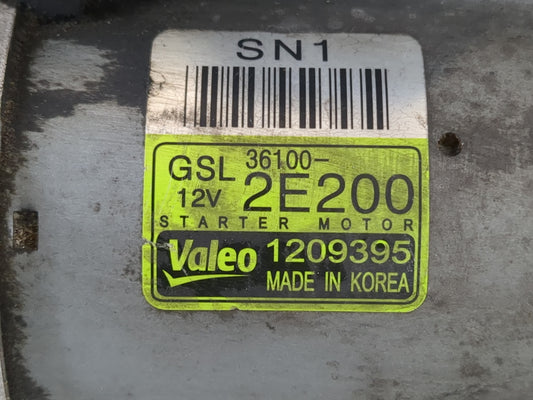 SN1
GSL 36100-
12V 2E200
STARTER MOTOR
Valeo 1209395
MADE IN KOREA